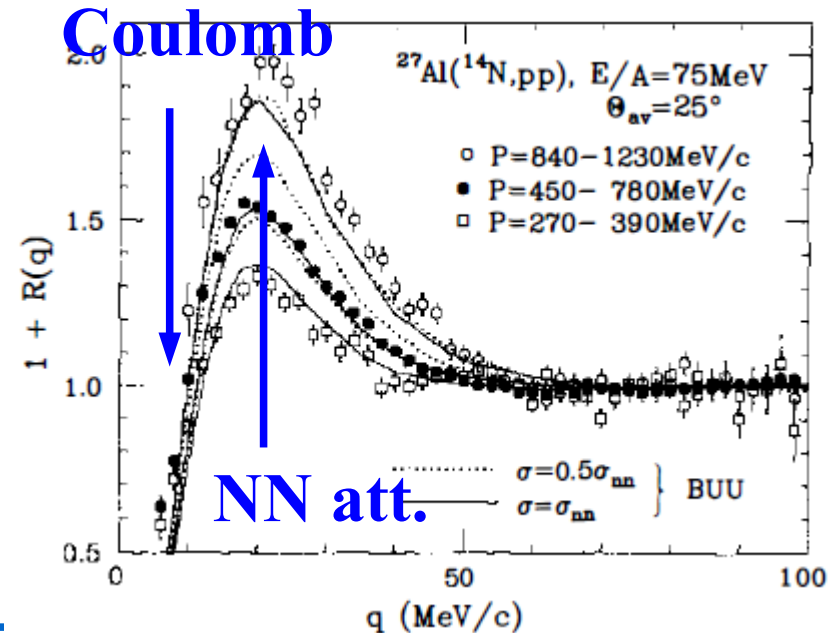 Coulomb
2.0
²⁷Al(¹⁴N,pp), E/A=75MeV
Θₐᵥ=25°
○ P=840-1230MeV/c
● P=450- 780MeV/c
□ P=270- 390MeV/c
1.5
1 + R(q)
1.0
NN att.
σ=0.5σₙₙ
σ=σₙₙ
} BUU
0.5
0
50
100
q (MeV/c)